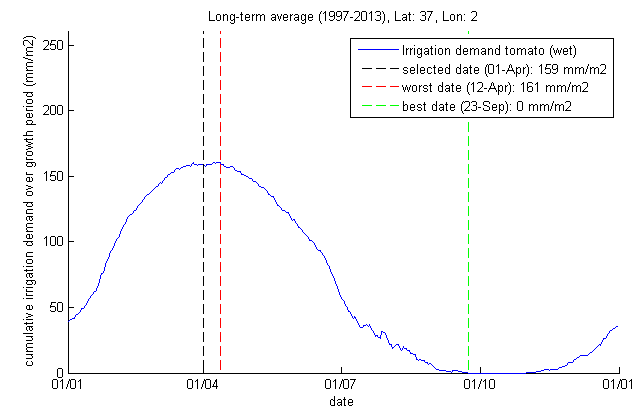 Long-term average (1997-2013), Lat: 37, Lon: 2
cumulative irrigation demand over growth period (mm/m2)
250
200
150
100
50
0
Irrigation demand tomato (wet)
selected date (01-Apr): 159 mm/m2
worst date (12-Apr): 161 mm/m2
best date (23-Sep): 0 mm/m2
01/01
01/04
01/07
01/10
01/01
date